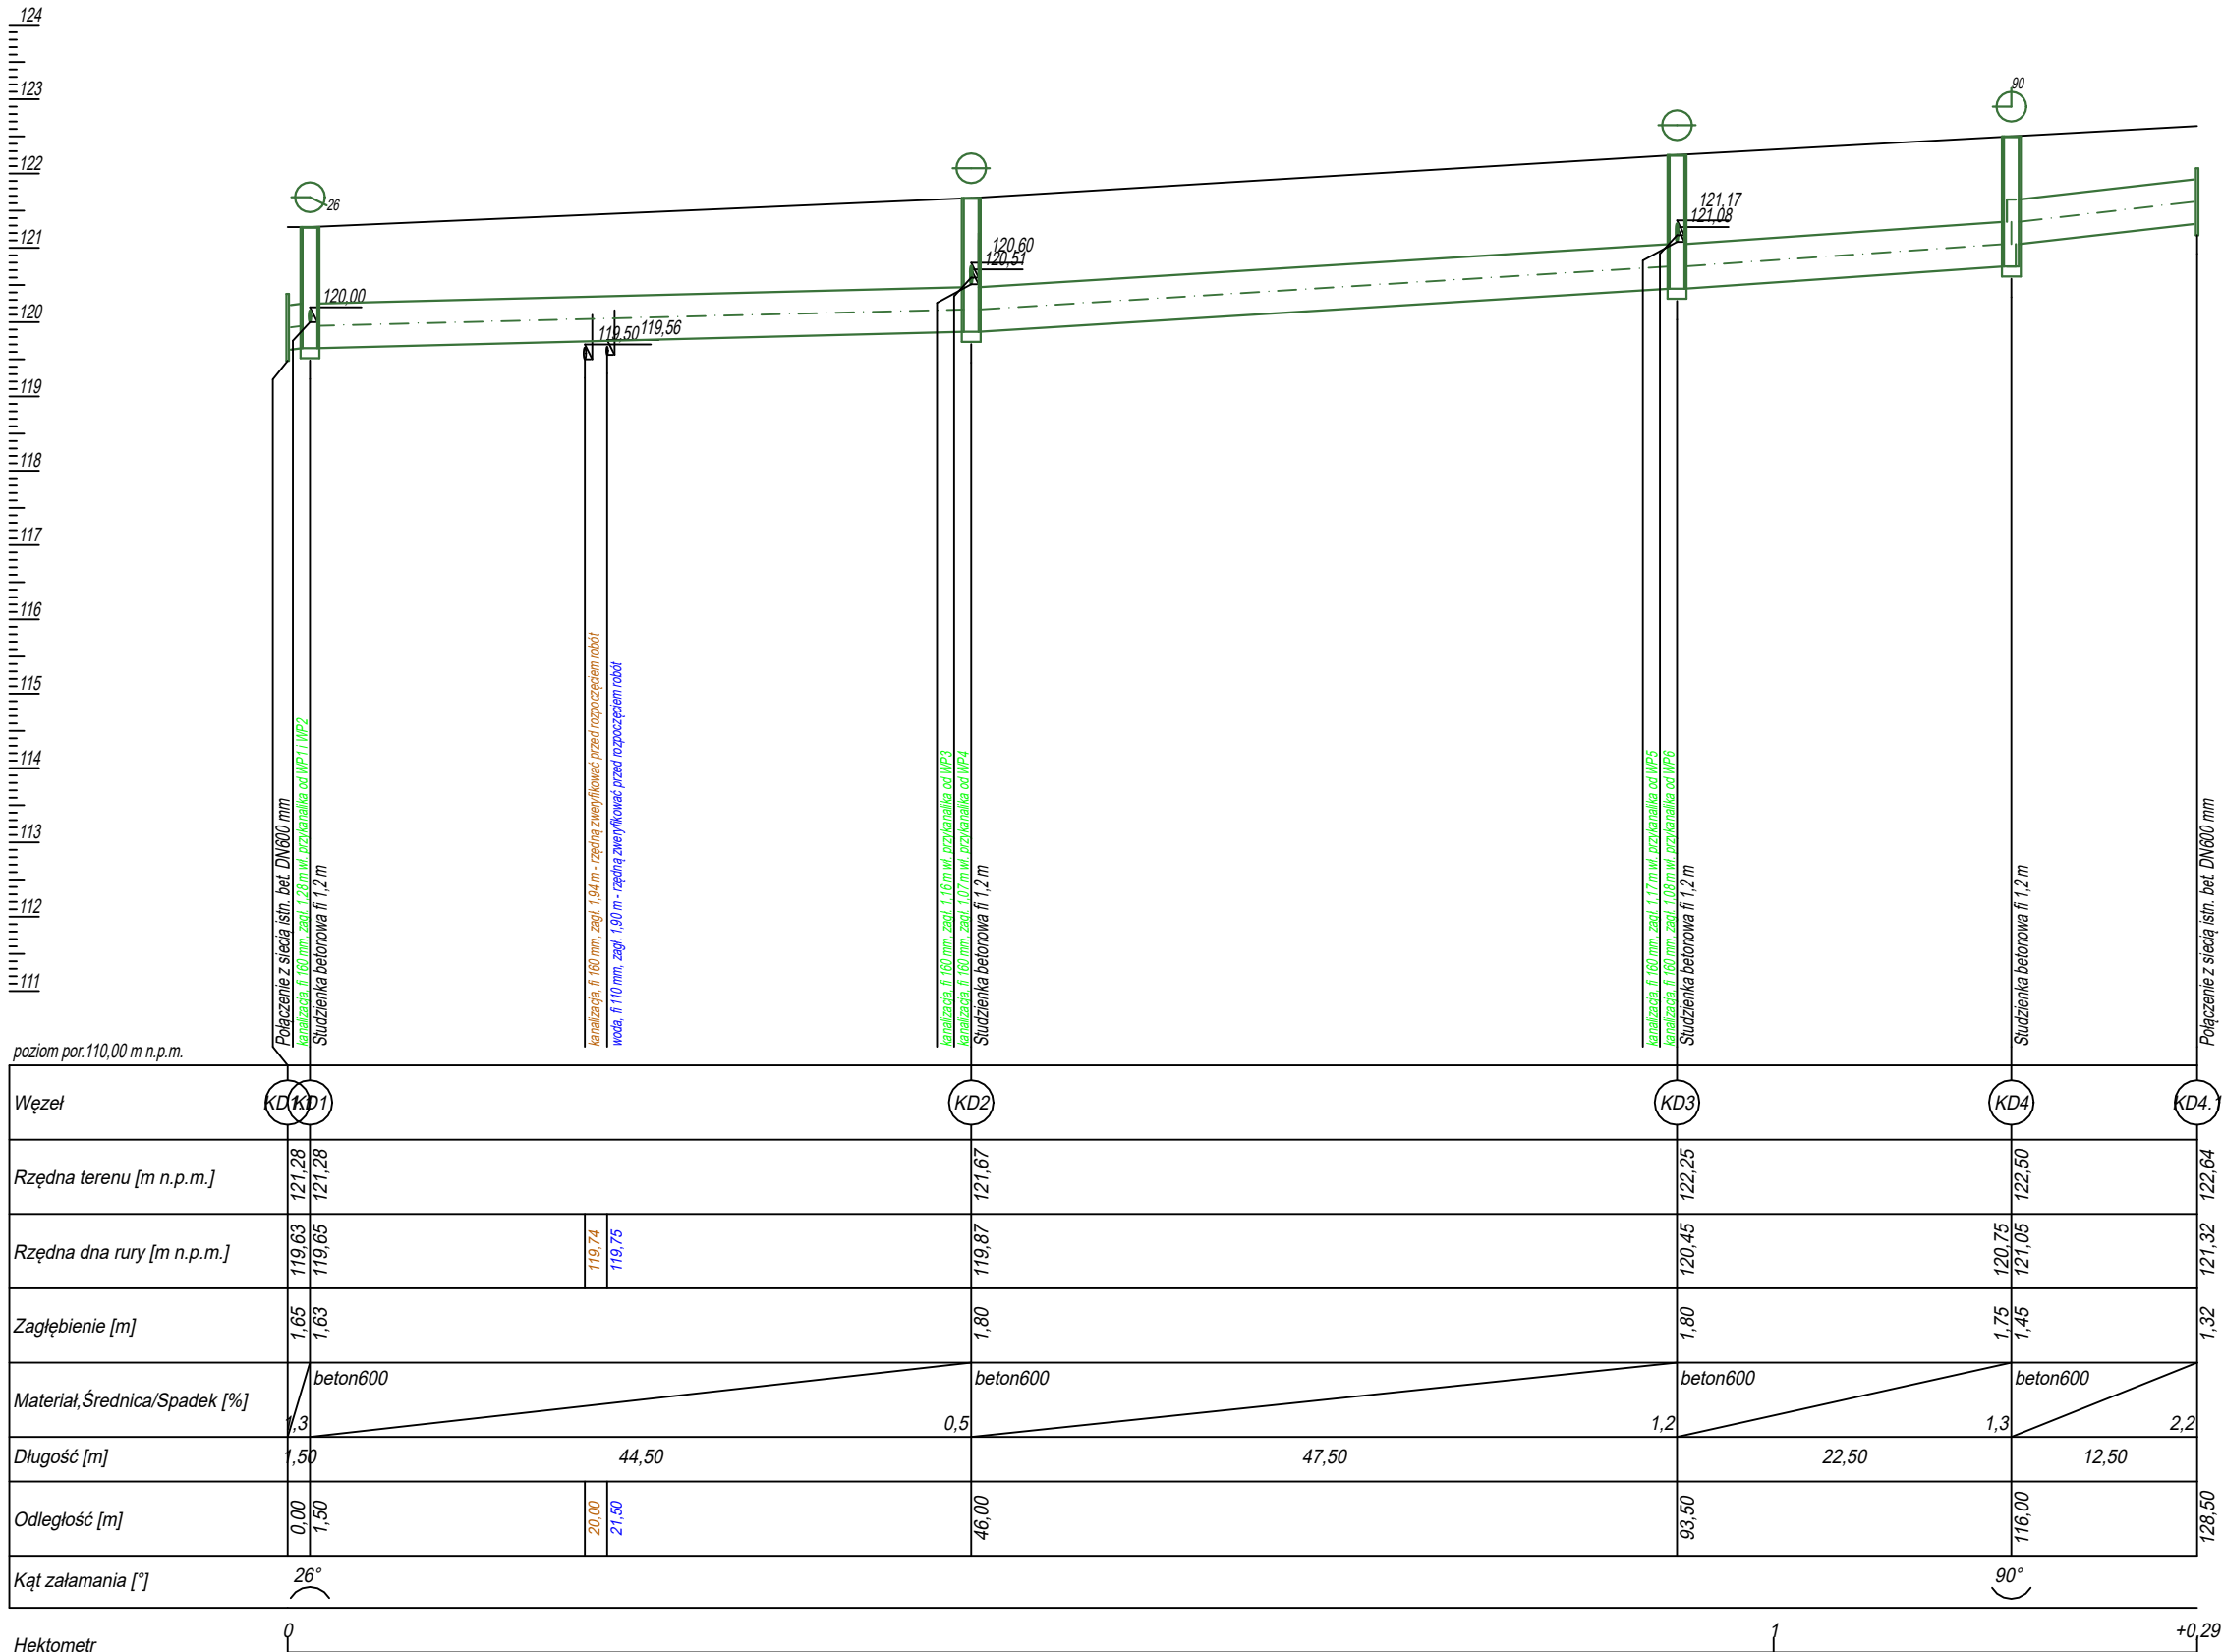 124
123
122
121
120
119
118
117
116
115
114
113
112
111
26
120,00
119,50
119,56
120,60
120,51
121,17
121,08
90
Połączenie z siecią istn. bet. DN600 mm
kanalizacja, fi 160 mm, zagł. 1,28 m wł. przykanalika od WP1 i WP2
Studzienka betonowa fi 1,2 m
kanalizacja, fi 160 mm, zagł. 1,94 m - rzędną zweryfikować przed rozpoczęciem robót
woda, fi 110 mm, zagł. 1,90 m - rzędną zweryfikować przed rozpoczęciem robót
kanalizacja, fi 160 mm, zagł. 1,16 m wł. przykanalika od WP3
kanalizacja, fi 160 mm, zagł. 1,07 m wł. przykanalika od WP4
Studzienka betonowa fi 1,2 m
kanalizacja, fi 160 mm, zagł. 1,17 m wł. przykanalika od WP5
kanalizacja, fi 160 mm, zagł. 1,08 m wł. przykanalika od WP6
Studzienka betonowa fi 1,2 m
Studzienka betonowa fi 1,2 m
Połączenie z siecią istn. bet. DN600 mm
poziom por.110,00 m n.p.m.
Węzeł KD1 KD2 KD3 KD4 KD4.1
Rzędna terenu [m n.p.m.] 121,28 121,28 121,67 122,25 122,50 122,64
Rzędna dna rury [m n.p.m.] 119,63 119,65 119,74 119,75 119,87 120,45 120,75 121,05 121,32
Zagłębienie [m] 1,65 1,63 1,80 1,80 1,75 1,45 1,32
Materiał,Średnica/Spadek [%] beton600 beton600 beton600 beton600
1,3 0,5 1,2 1,3 2,2
Długość [m] 1,50 44,50 47,50 22,50 12,50
Odległość [m] 0,00 1,50 20,00 21,50 46,00 93,50 116,00 128,50
Kąt załamania [°] 26° 90°
Hektometr 0 1 +0,29